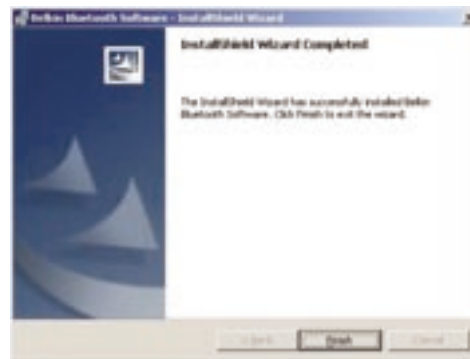 Belkin Bluetooth Software - InstallShield Wizard
InstallShield Wizard Completed
The InstallShield Wizard has successfully installed Belkin
Bluetooth Software. Click Finish to exit the wizard.
< Back
Finish
Cancel